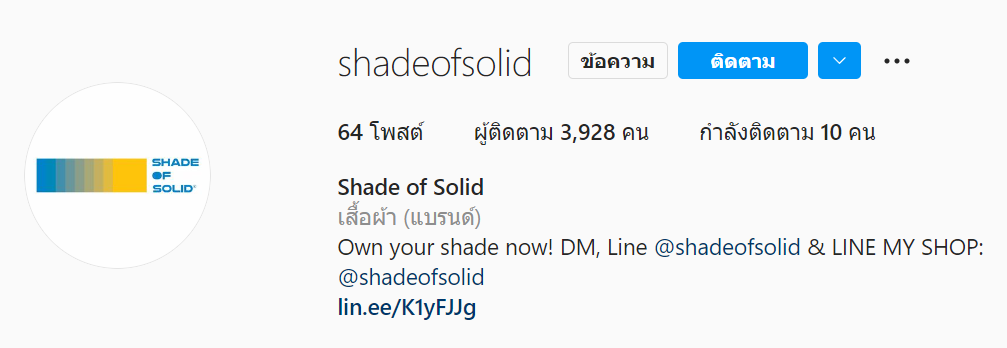 shadeofsolid ข้อความ ติดตาม
64 โพสต์ ผู้ติดตาม 3,928 คน กำลังติดตาม 10 คน
SHADE
OF
SOLID
Shade of Solid
เสื้อผ้า (แบรนด์)
Own your shade now! DM, Line @shadeofsolid & LINE MY SHOP:
@shadeofsolid
lin.ee/K1yFJJg